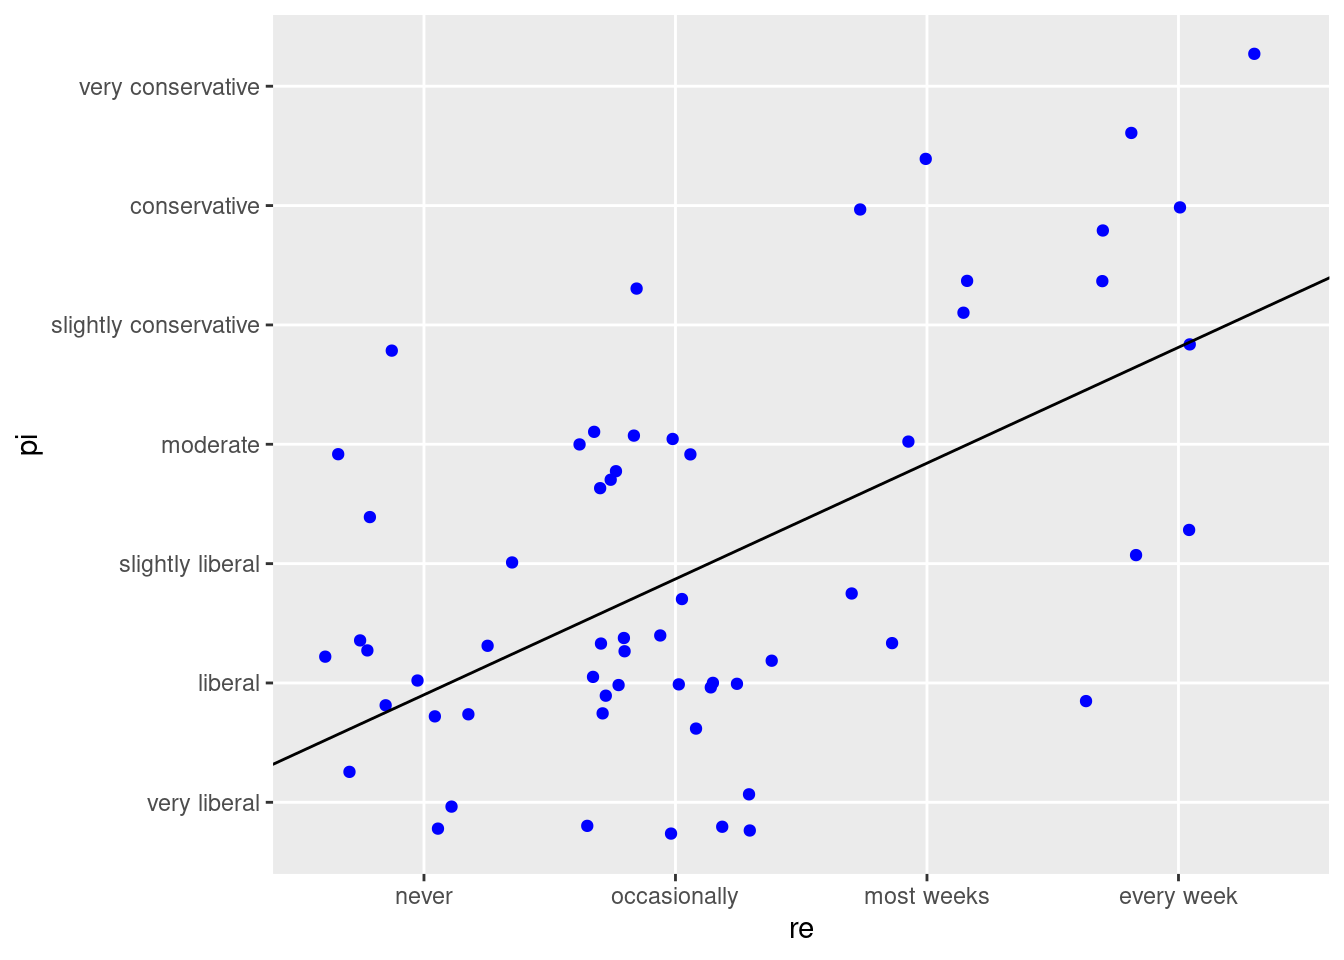 very conservative
conservative
slightly conservative
moderate
slightly liberal
liberal
very liberal
pi
never occasionally most weeks every week
re